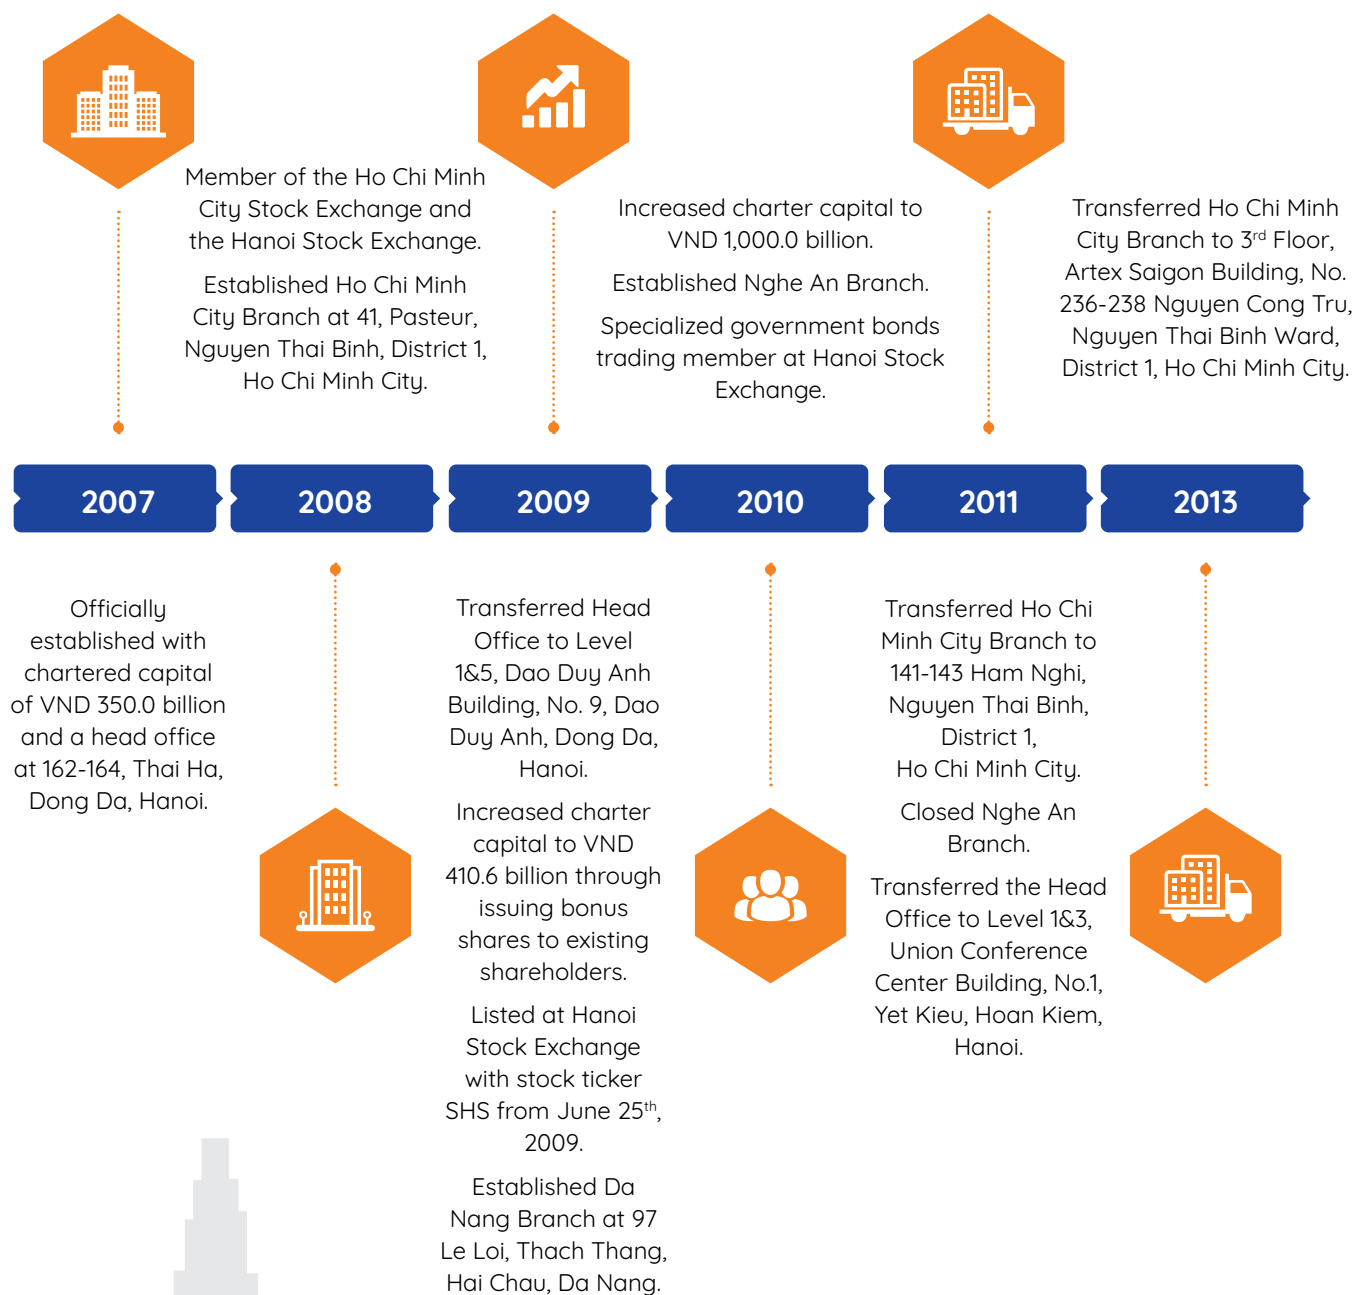 Member of the Ho Chi Minh
City Stock Exchange and
the Hanoi Stock Exchange.
Established Ho Chi Minh
City Branch at 41, Pasteur,
Nguyen Thai Binh, District 1,
Ho Chi Minh City.
Increased charter capital to
VND 1,000.0 billion.
Established Nghe An Branch.
Specialized government bonds
trading member at Hanoi Stock
Exchange.
Transferred Ho Chi Minh
City Branch to 3rd Floor,
Artex Saigon Building, No.
236-238 Nguyen Cong Tru,
Nguyen Thai Binh Ward,
District 1, Ho Chi Minh City.
2007
2008
2009
2010
2011
2013
Officially
established with
chartered capital
of VND 350.0 billion
and a head office
at 162-164, Thai Ha,
Dong Da, Hanoi.
Transferred Head
Office to Level
1&5, Dao Duy Anh
Building, No. 9, Dao
Duy Anh, Dong Da,
Hanoi.
Increased charter
capital to VND
410.6 billion through
issuing bonus
shares to existing
shareholders.
Listed at Hanoi
Stock Exchange
with stock ticker
SHS from June 25th,
2009.
Established Da
Nang Branch at 97
Le Loi, Thach Thang,
Hai Chau, Da Nang.
Transferred Ho Chi
Minh City Branch to
141-143 Ham Nghi,
Nguyen Thai Binh,
District 1,
Ho Chi Minh City.
Closed Nghe An
Branch.
Transferred the Head
Office to Level 1&3,
Union Conference
Center Building, No.1,
Yet Kieu, Hoan Kiem,
Hanoi.